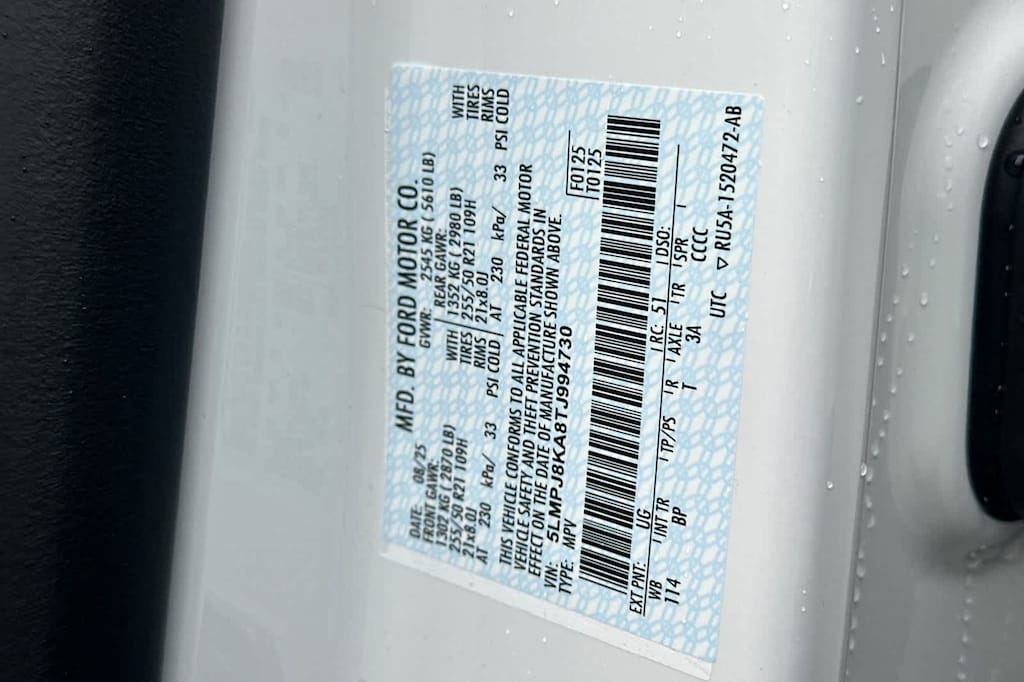 MFD. BY FORD MOTOR CO.
DATE: 08/25 GVWR: 2545 KG ( 5610 LB)
FRONT GAWR: REAR GAWR:
1302 KG ( 2870 LB) WITH 1352 KG ( 2980 LB) WITH
255/50 R21 109H TIRES 255/50 R21 109H TIRES
21x8.0J RIMS 21x8.0J RIMS
AT 230 kPa/ 33 PSI COLD AT 230 kPa/ 33 PSI COLD
THIS VEHICLE CONFORMS TO ALL APPLICABLE FEDERAL MOTOR
VEHICLE SAFETY AND THEFT PREVENTION STANDARDS IN
EFFECT ON THE DATE OF MANUFACTURE SHOWN ABOVE.
VIN: 5LMPJ8KA8TJ994730 F0125
TYPE: MPV T0125
EXT PNT: UG RC: 51 DSO:
WB INT TR TP/PS R AXLE TR SPR
114 BP T 3A CCCC
UTC ▽ RU5A-1520472-AB